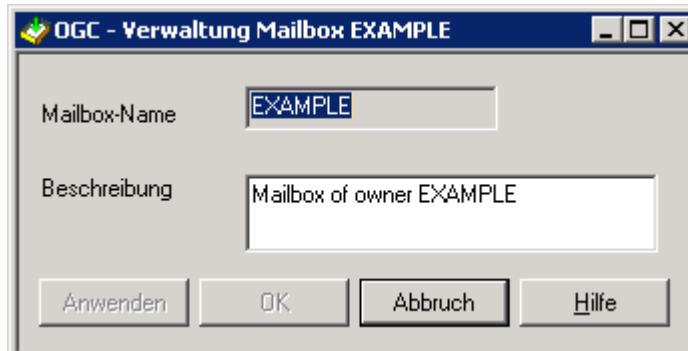 OGC - Verwaltung Mailbox EXAMPLE
Mailbox-Name EXAMPLE
Beschreibung Mailbox of owner EXAMPLE
Anwenden OK Abbruch Hilfe